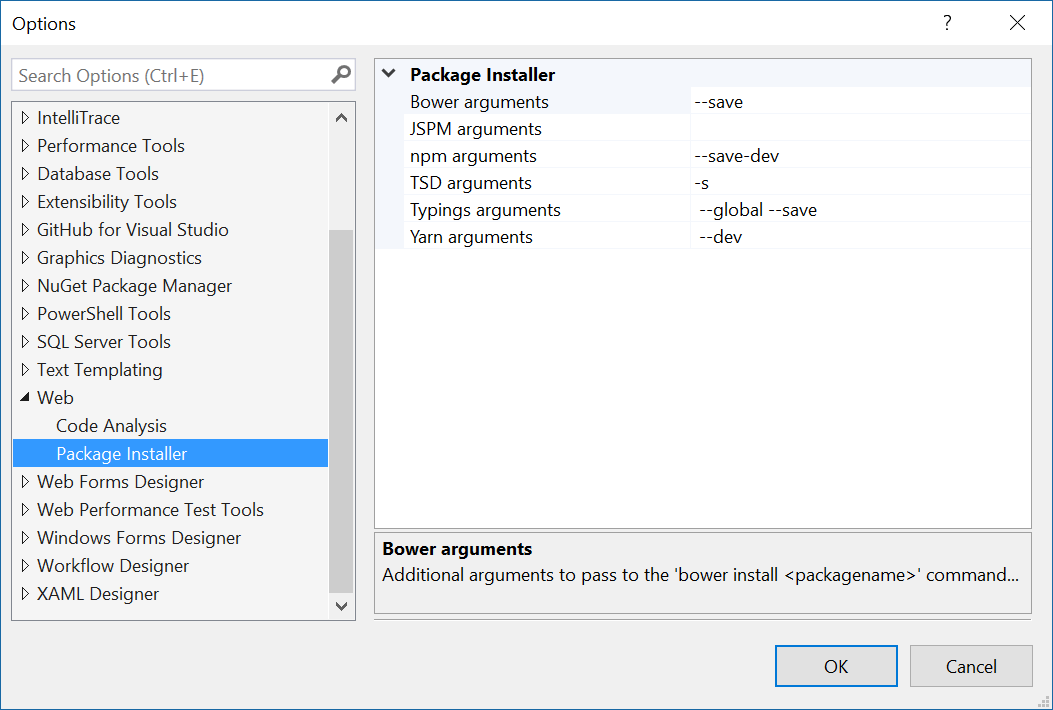 Options
?
Search Options (Ctrl+E)
IntelliTrace
Performance Tools
Database Tools
Extensibility Tools
GitHub for Visual Studio
Graphics Diagnostics
NuGet Package Manager
PowerShell Tools
SQL Server Tools
Text Templating
Web
Code Analysis
Package Installer
Web Forms Designer
Web Performance Test Tools
Windows Forms Designer
Workflow Designer
XAML Designer
Package Installer
Bower arguments --save
JSPM arguments
npm arguments --save-dev
TSD arguments -s
Typings arguments --global --save
Yarn arguments --dev
Bower arguments
Additional arguments to pass to the 'bower install <packagename>' command...
OK Cancel